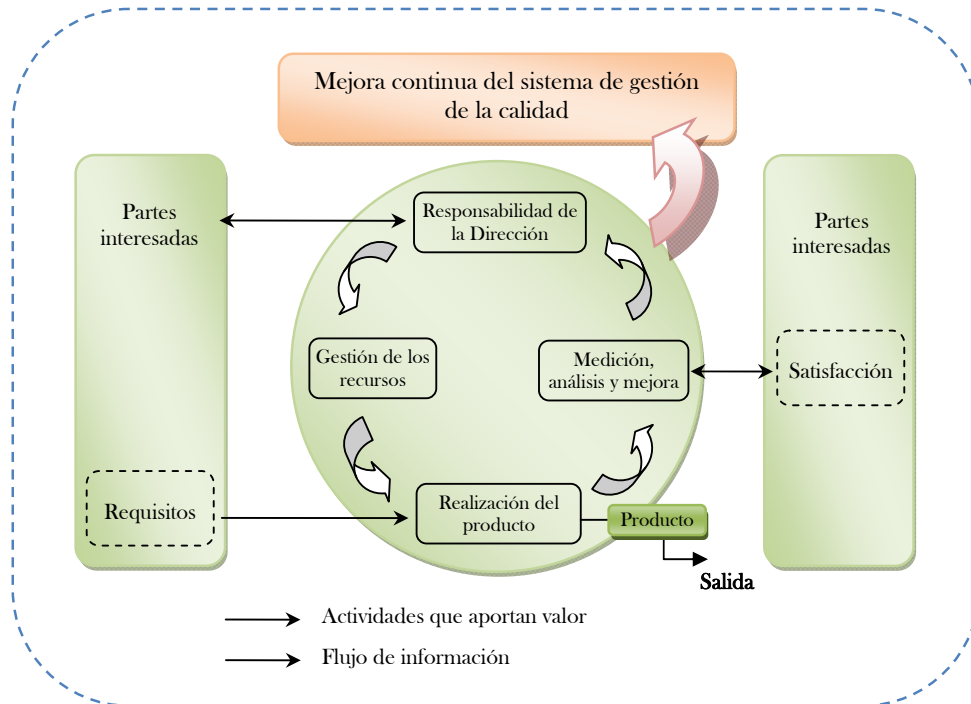 Mejora continua del sistema de gestión
de la calidad
Partes
interesadas
Responsabilidad de
la Dirección
Partes
interesadas
Gestión de los
recursos
Medición,
análisis y mejora
Satisfacción
Requisitos
Realización del
producto
Producto
Salida
Actividades que aportan valor
Flujo de información